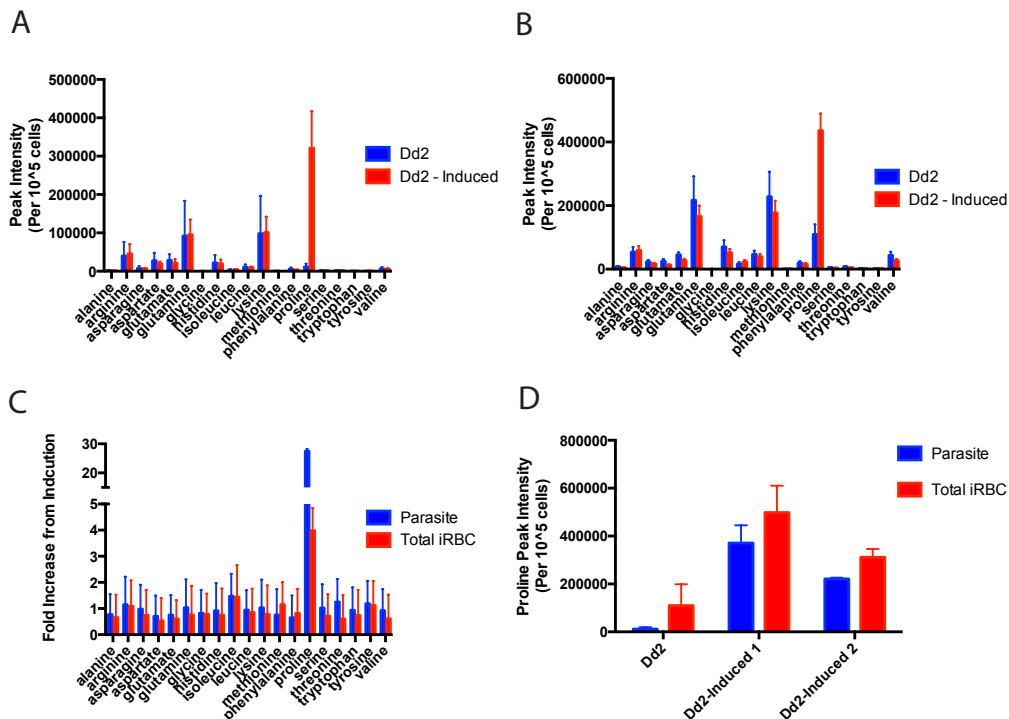 A
Peak Intensity
(Per 10^5 cells)
500000
400000
300000
200000
100000
0
Dd2
Dd2 - Induced
alanine
arginine
asparagine
aspartate
glutamate
glutamine
glycine
histidine
isoleucine
leucine
lysine
methionine
phenylalanine
proline
serine
threonine
tryptophan
tyrosine
valine
B
Peak Intensity
(Per 10^5 cells)
600000
400000
200000
0
Dd2
Dd2 - Induced
alanine
arginine
asparagine
aspartate
glutamate
glutamine
glycine
histidine
isoleucine
leucine
lysine
methionine
phenylalanine
proline
serine
threonine
tryptophan
tyrosine
valine
C
Fold Increase from Indcution
30
20
5
4
3
2
1
0
Parasite
Total iRBC
alanine
arginine
asparagine
aspartate
glutamate
glutamine
glycine
histidine
isoleucine
leucine
lysine
methionine
phenylalanine
proline
serine
threonine
tryptophan
tyrosine
valine
D
Proline Peak Intensity
(Per 10^5 cells)
800000
600000
400000
200000
0
Parasite
Total iRBC
Dd2
Dd2-Induced 1
Dd2-Induced 2